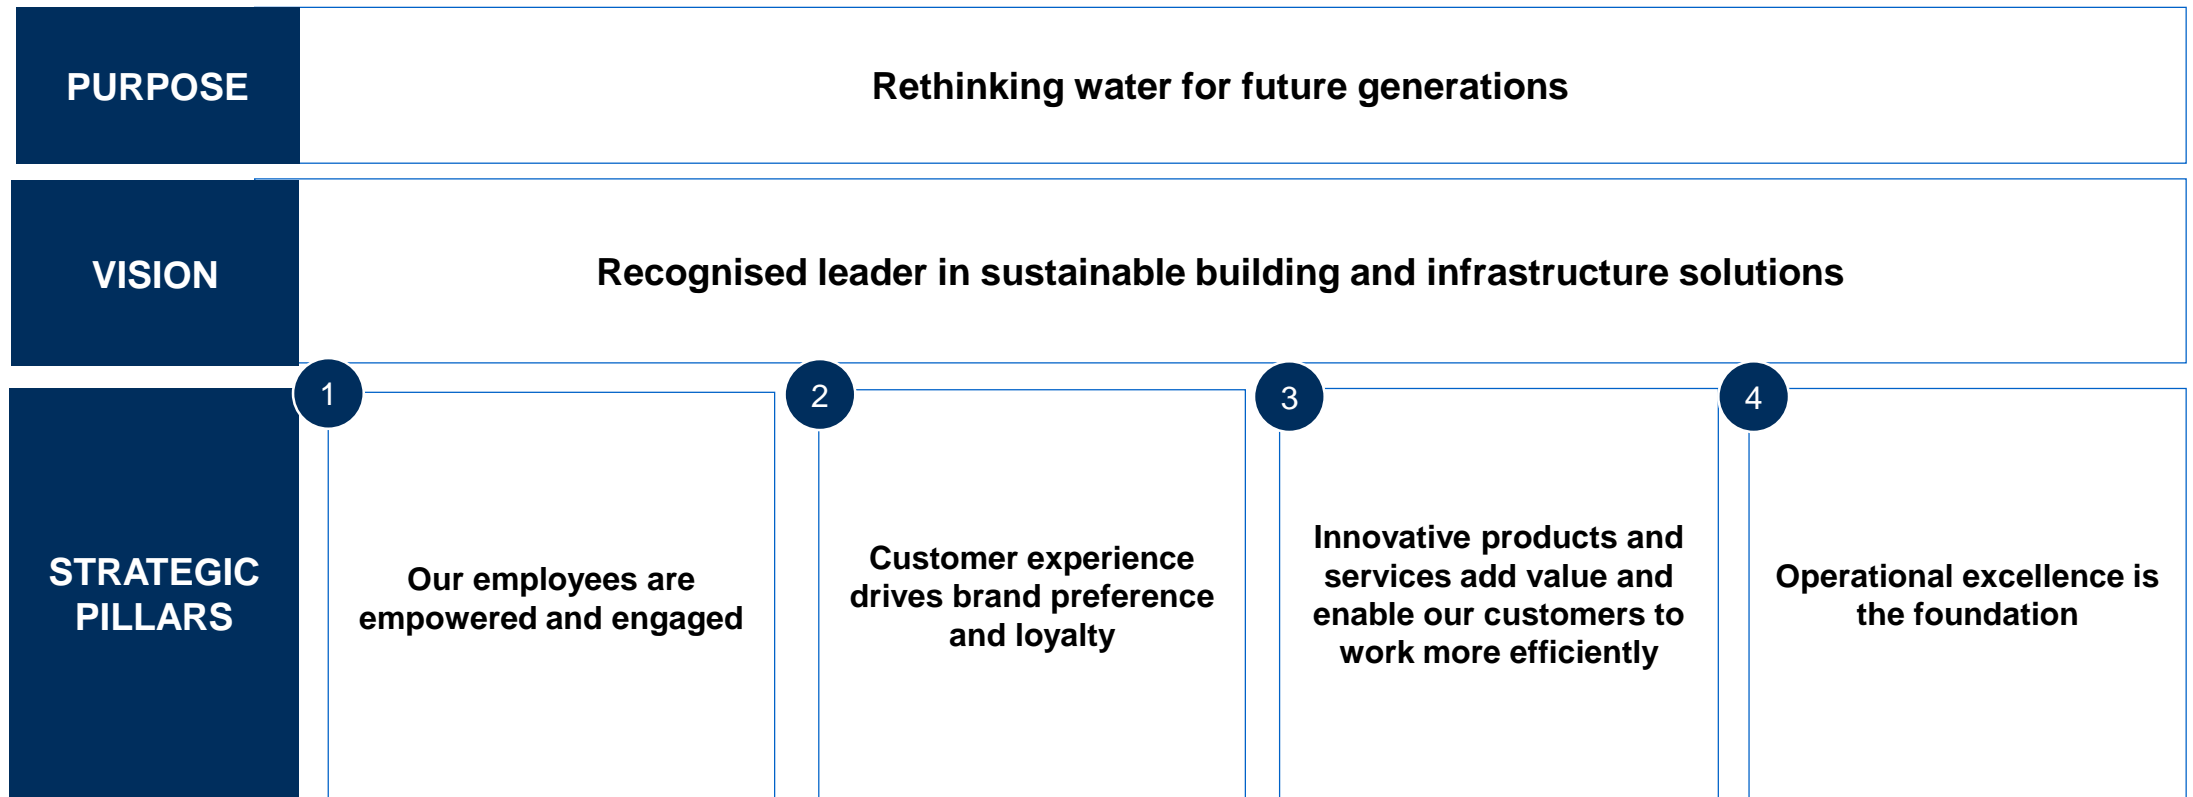 PURPOSE
Rethinking water for future generations
VISION
Recognised leader in sustainable building and infrastructure solutions
STRATEGIC
PILLARS
1
Our employees are
empowered and engaged
2
Customer experience
drives brand preference
and loyalty
3
Innovative products and
services add value and
enable our customers to
work more efficiently
4
Operational excellence is
the foundation